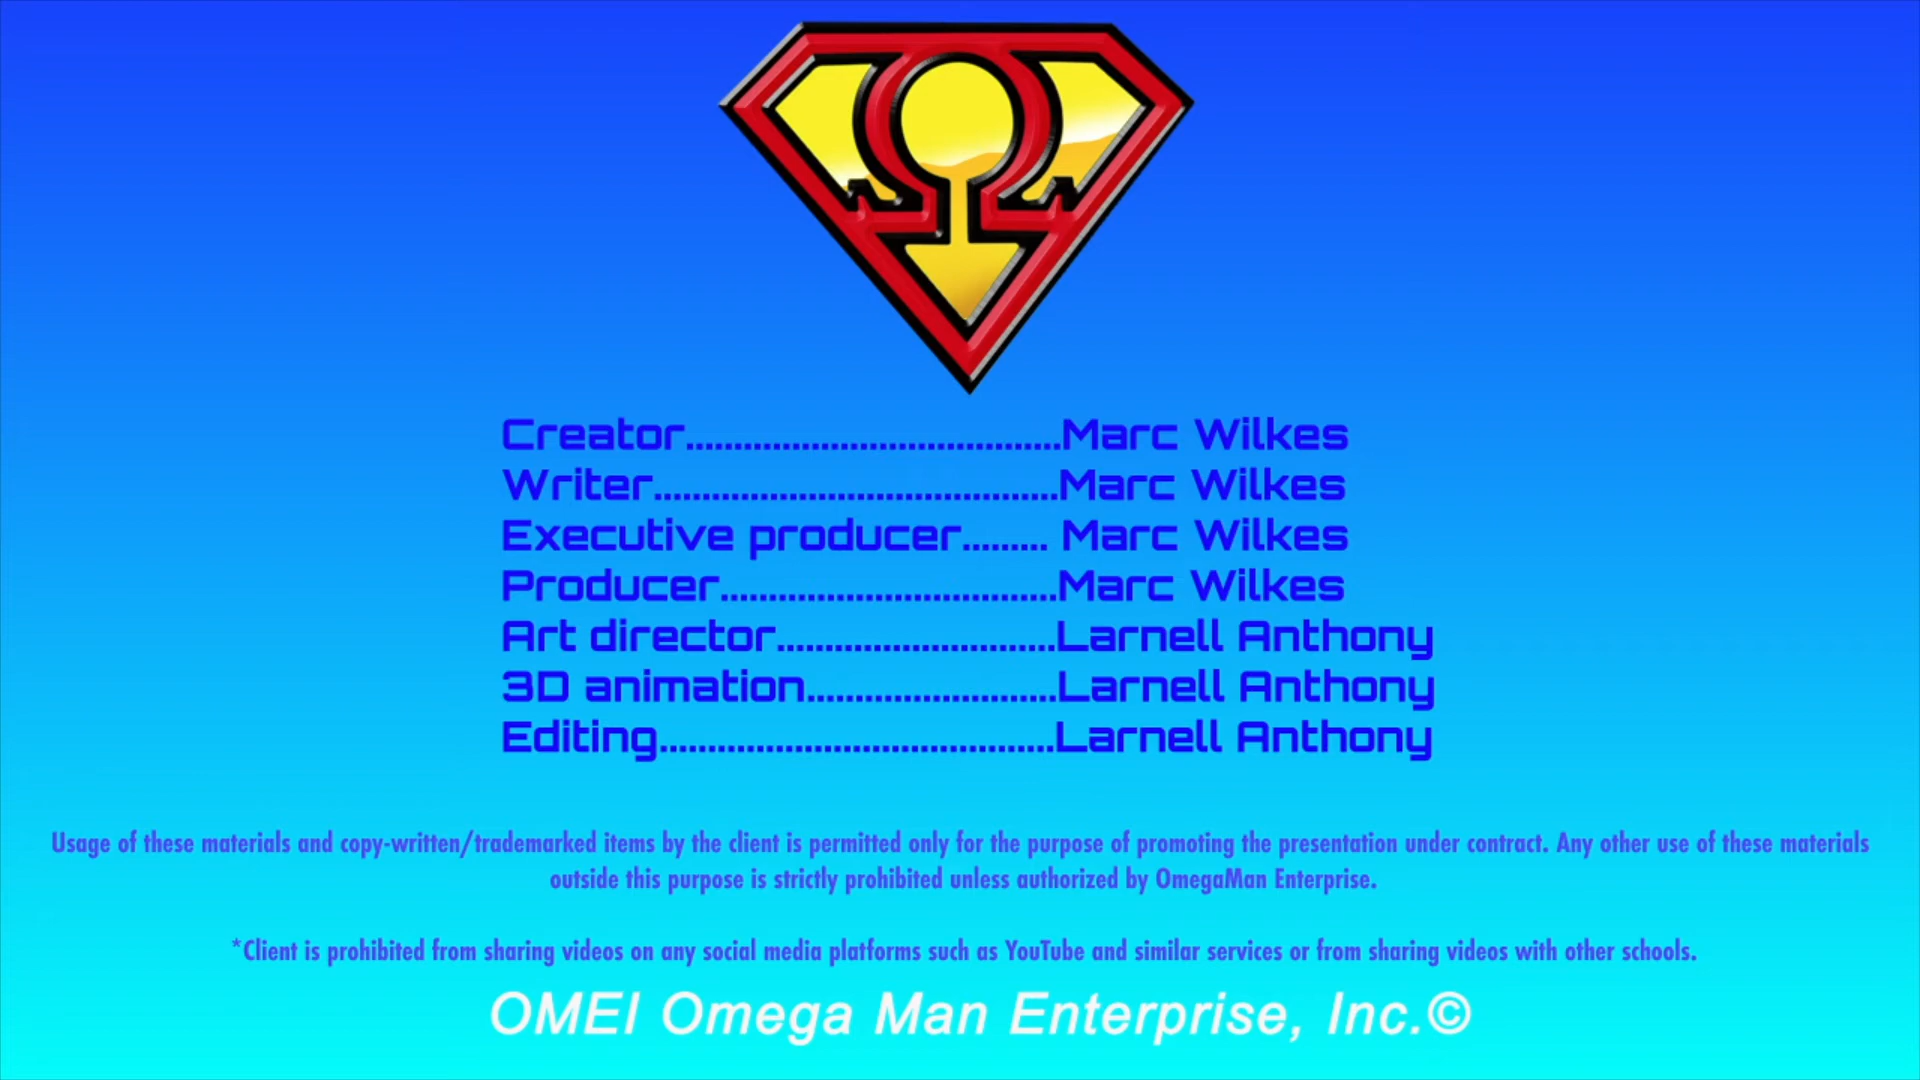 Ω
Creator.......................................Marc Wilkes
Writer..........................................Marc Wilkes
Executive producer......... Marc Wilkes
Producer...................................Marc Wilkes
Art director.............................Larnell Anthony
3D animation..........................Larnell Anthony
Editing.........................................Larnell Anthony
Usage of these materials and copy-written/trademarked items by the client is permitted only for the purpose of promoting the presentation under contract. Any other use of these materials
outside this purpose is strictly prohibited unless authorized by OmegaMan Enterprise.
*Client is prohibited from sharing videos on any social media platforms such as YouTube and similar services or from sharing videos with other schools.
OMEI Omega Man Enterprise, Inc.©